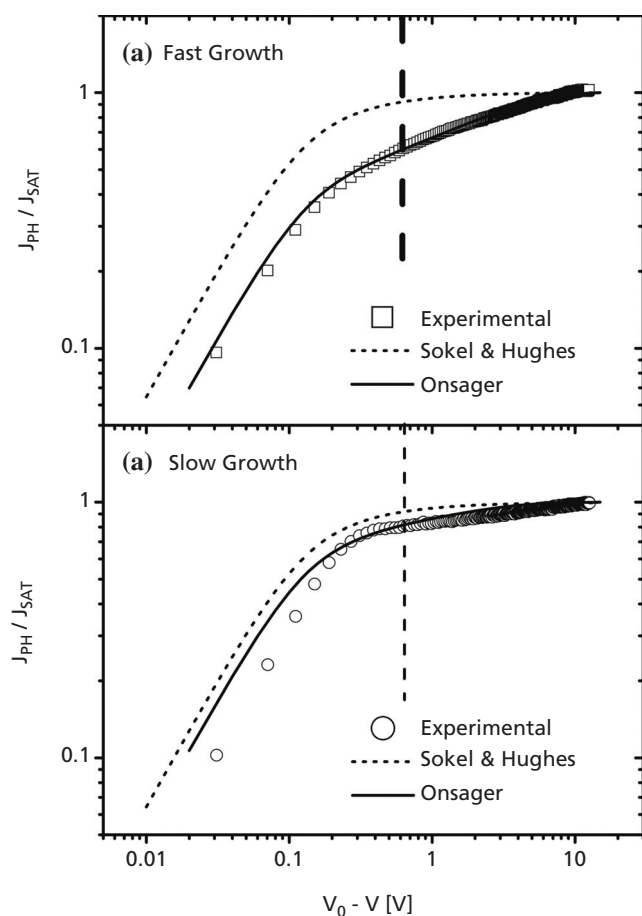 (a) Fast Growth
1
J_PH / J_SAT
0.1
Experimental
Sokel & Hughes
Onsager
(a) Slow Growth
1
J_PH / J_SAT
0.1
Experimental
Sokel & Hughes
Onsager
0.01 0.1 1 10
V_0 - V [V]